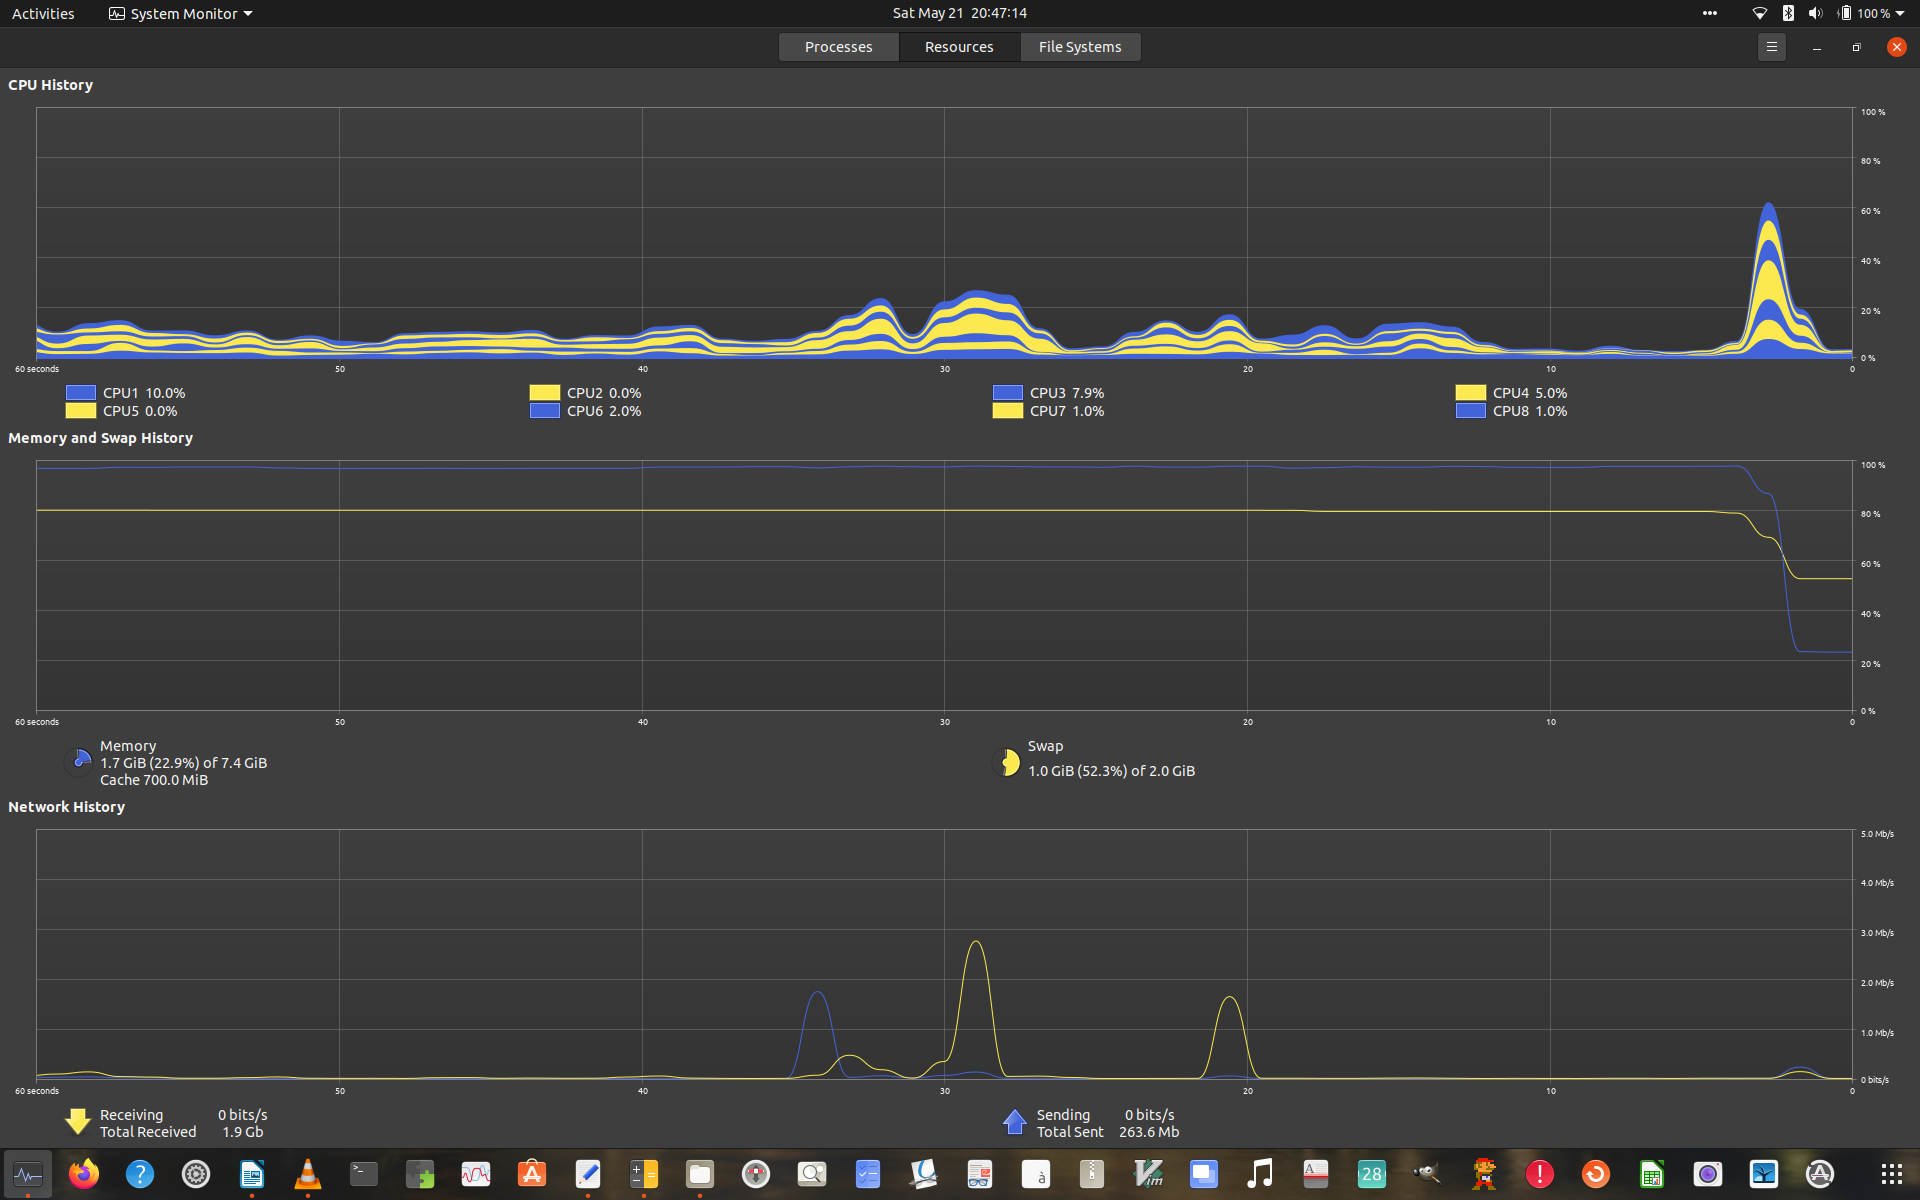 Activities System Monitor Sat May 21 20:47:14 100 %
Processes Resources File Systems
CPU History
100 %
80 %
60 %
40 %
20 %
0 %
60 seconds 50 40 30 20 10 0
CPU1 10.0% CPU2 0.0% CPU3 7.9% CPU4 5.0%
CPU5 0.0% CPU6 2.0% CPU7 1.0% CPU8 1.0%
Memory and Swap History
100 %
80 %
60 %
40 %
20 %
0 %
60 seconds 50 40 30 20 10 0
Memory
1.7 GiB (22.9%) of 7.4 GiB
Cache 700.0 MiB
Swap
1.0 GiB (52.3%) of 2.0 GiB
Network History
5.0 Mb/s
4.0 Mb/s
3.0 Mb/s
2.0 Mb/s
1.0 Mb/s
0 bits/s
60 seconds 50 40 30 20 10 0
Receiving 0 bits/s
Total Received 1.9 Gb
Sending 0 bits/s
Total Sent 263.6 Mb
? >_ A à Vim A 28 ! A